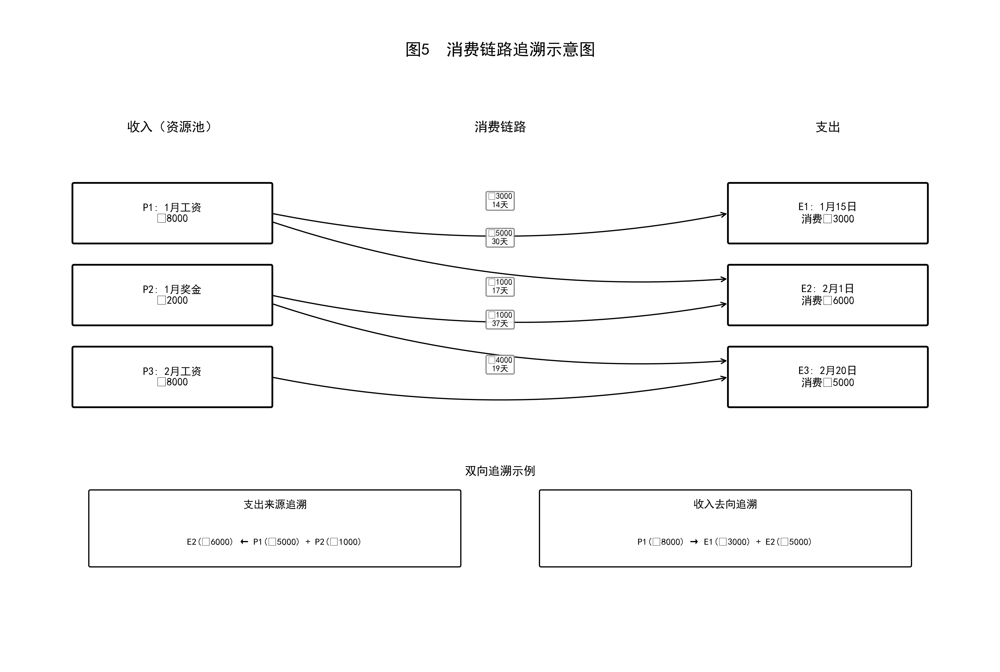 图5　消费链路追溯示意图
收入（资源池）
消费链路
支出
P1: 1月工资
□8000
□3000
14天
E1: 1月15日
消费□3000
□5000
30天
P2: 1月奖金
□2000
□1000
17天
E2: 2月1日
消费□6000
□1000
37天
P3: 2月工资
□8000
□4000
19天
E3: 2月20日
消费□5000
双向追溯示例
支出来源追溯
E2(□6000) ← P1(□5000) + P2(□1000)
收入去向追溯
P1(□8000) → E1(□3000) + E2(□5000)